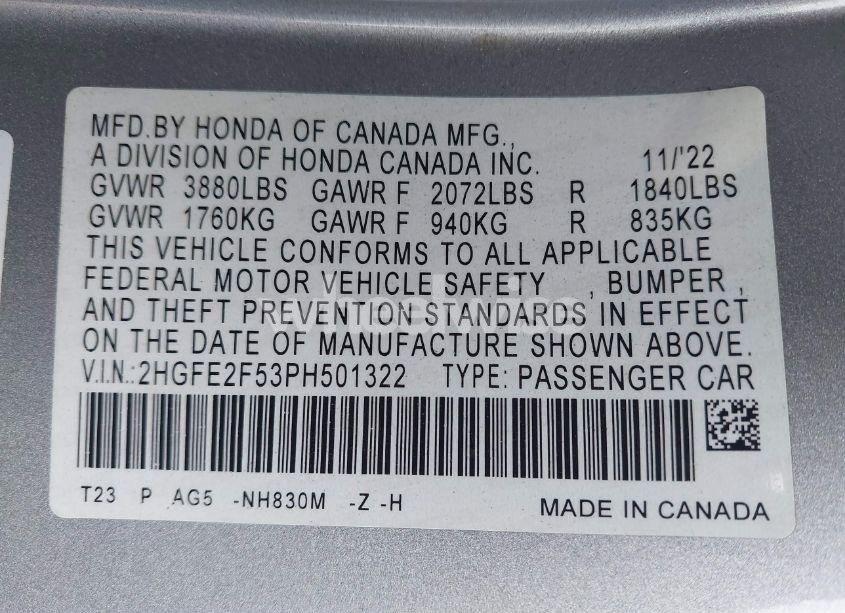 MFD.BY HONDA OF CANADA MFG.,
A DIVISION OF HONDA CANADA INC. 11/'22
GVWR 3880LBS GAWR F 2072LBS R 1840LBS
GVWR 1760KG GAWR F 940KG R 835KG
THIS VEHICLE CONFORMS TO ALL APPLICABLE
FEDERAL MOTOR VEHICLE SAFETY , BUMPER ,
AND THEFT PREVENTION STANDARDS IN EFFECT
ON THE DATE OF MANUFACTURE SHOWN ABOVE.
V.I.N.:2HGFE2F53PH501322 TYPE: PASSENGER CAR
T23 P AG5 -NH830M -Z -H MADE IN CANADA